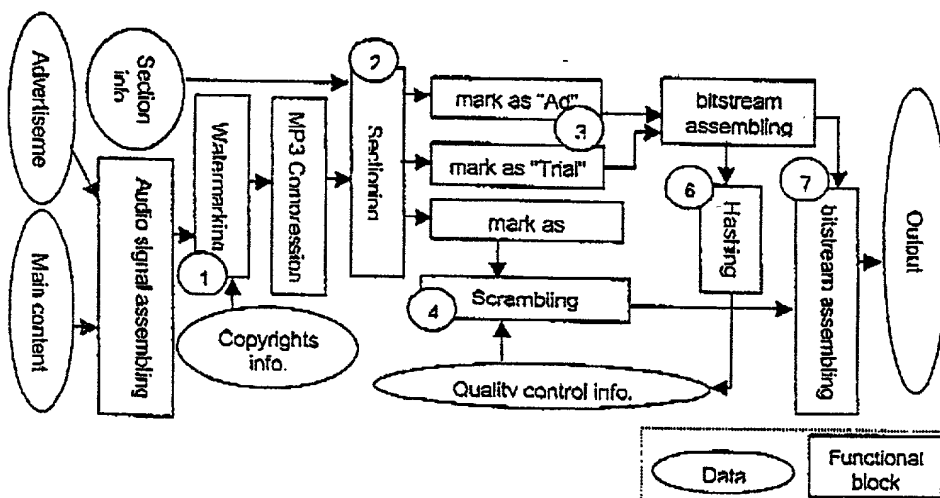 Advertiseme
Section
info
Main content
Audio signal assembling
Watermarking
1
Copyrights
info.
MP3 Compression
2
Sectioning
mark as "Ad"
3
mark as "Trial"
mark as
4
Scrambling
Quality control info.
bitstream
assembling
6
Hashing
7
bitstream assembling
Output
Data
Functional
block